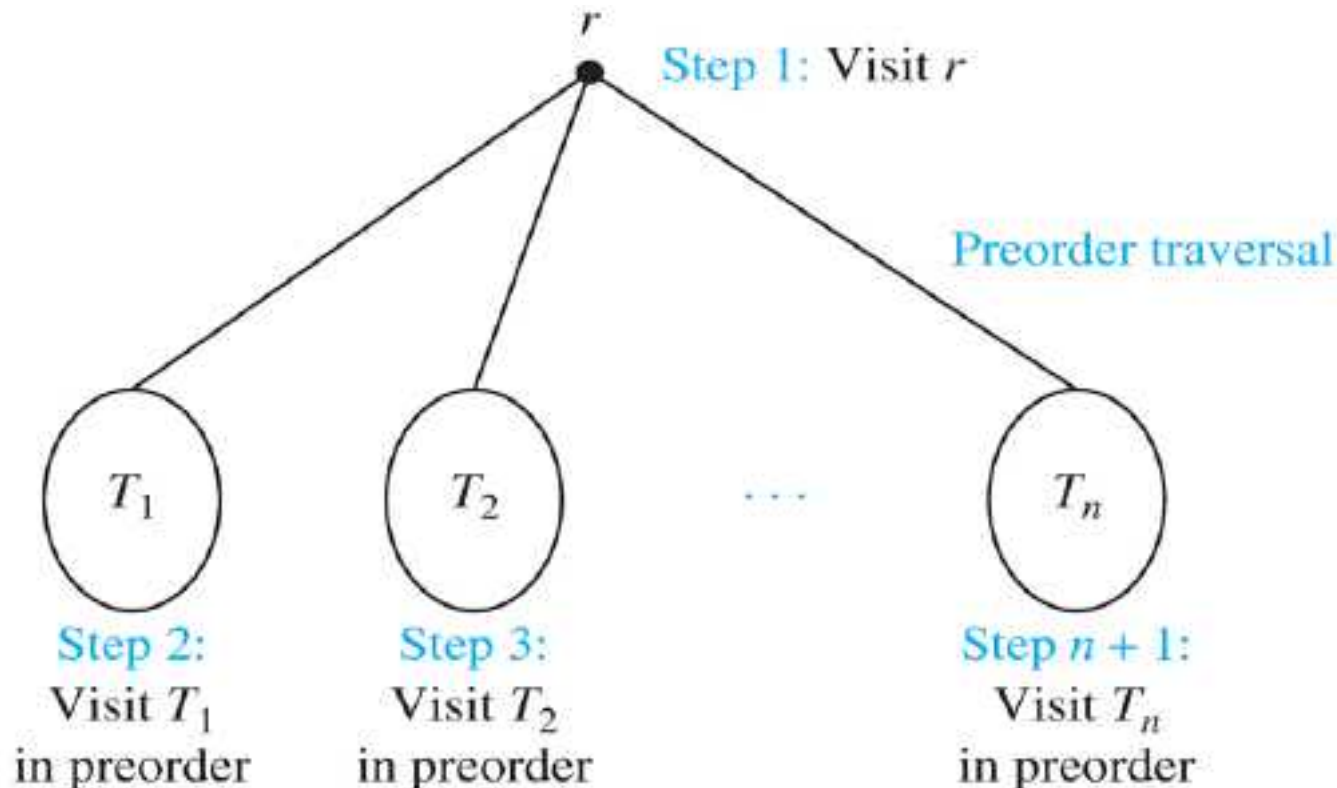 r
Step 1: Visit r
Preorder traversal
T₁
T₂
. . .
Tₙ
Step 2:
Visit T₁
in preorder
Step 3:
Visit T₂
in preorder
Step n + 1:
Visit Tₙ
in preorder